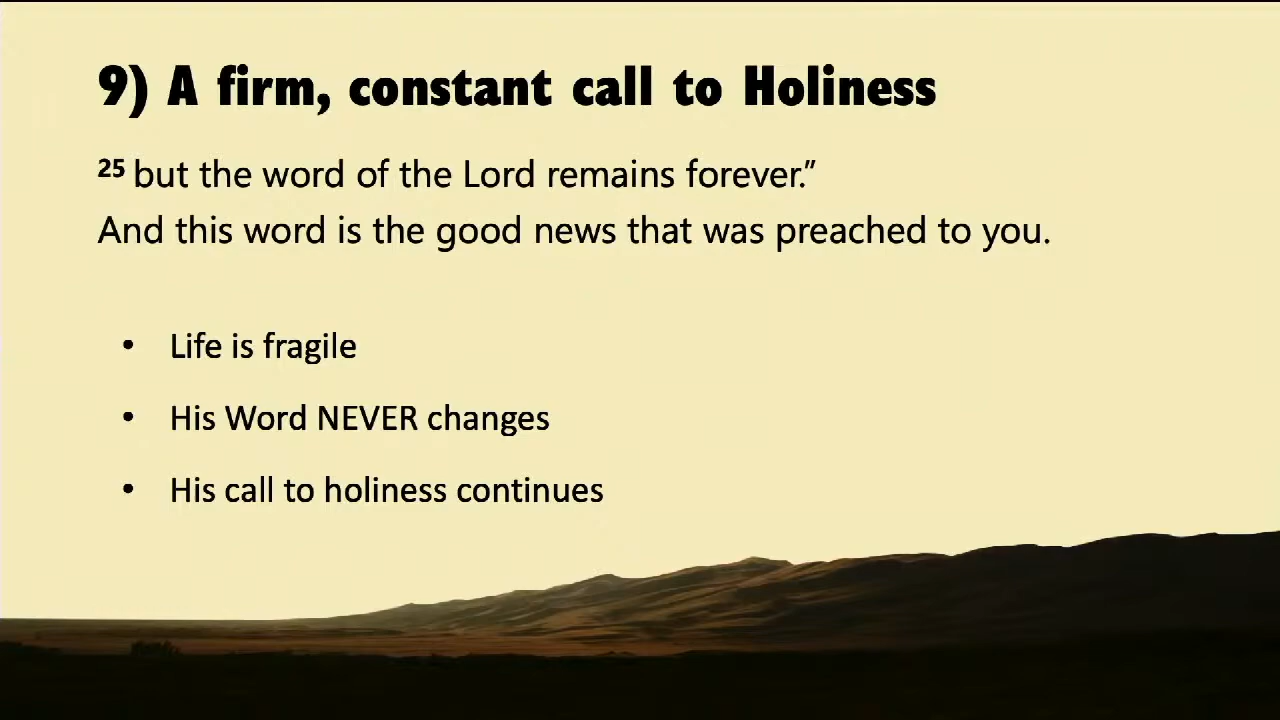 9) A firm, constant call to Holiness
25 but the word of the Lord remains forever.”
And this word is the good news that was preached to you.
• Life is fragile
• His Word NEVER changes
• His call to holiness continues